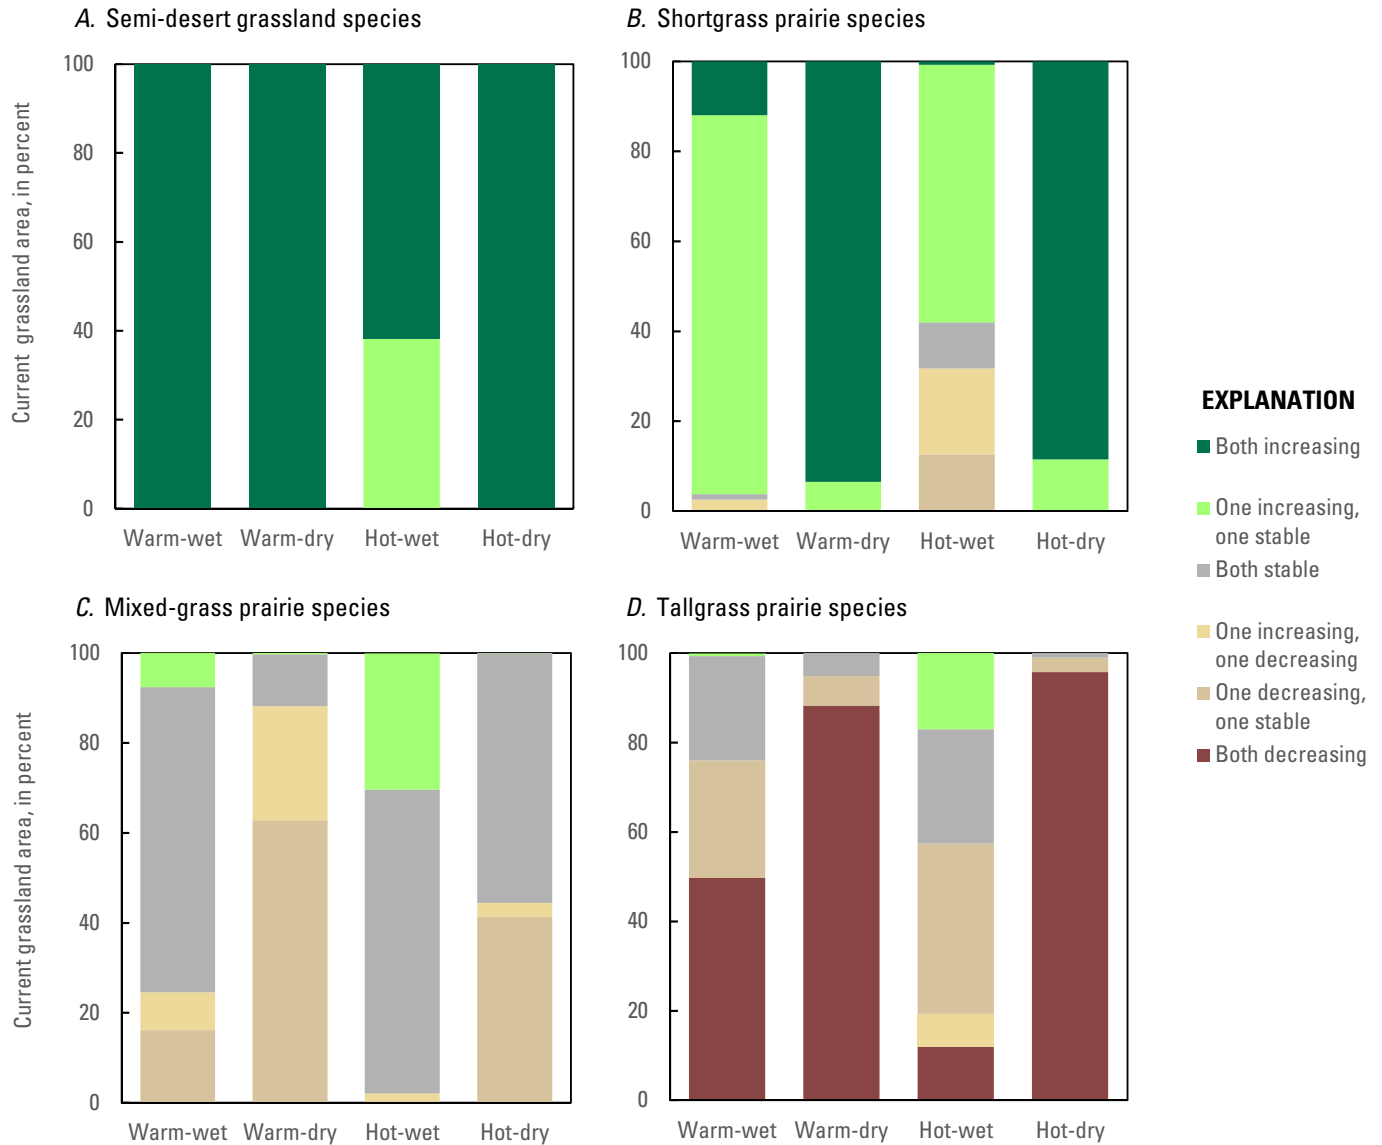 A. Semi-desert grassland species
Current grassland area, in percent
100
80
60
40
20
0
Warm-wet Warm-dry Hot-wet Hot-dry
B. Shortgrass prairie species
100
80
60
40
20
0
Warm-wet Warm-dry Hot-wet Hot-dry
C. Mixed-grass prairie species
Current grassland area, in percent
100
80
60
40
20
0
Warm-wet Warm-dry Hot-wet Hot-dry
D. Tallgrass prairie species
100
80
60
40
20
0
Warm-wet Warm-dry Hot-wet Hot-dry
EXPLANATION
Both increasing
One increasing,
one stable
Both stable
One increasing,
one decreasing
One decreasing,
one stable
Both decreasing